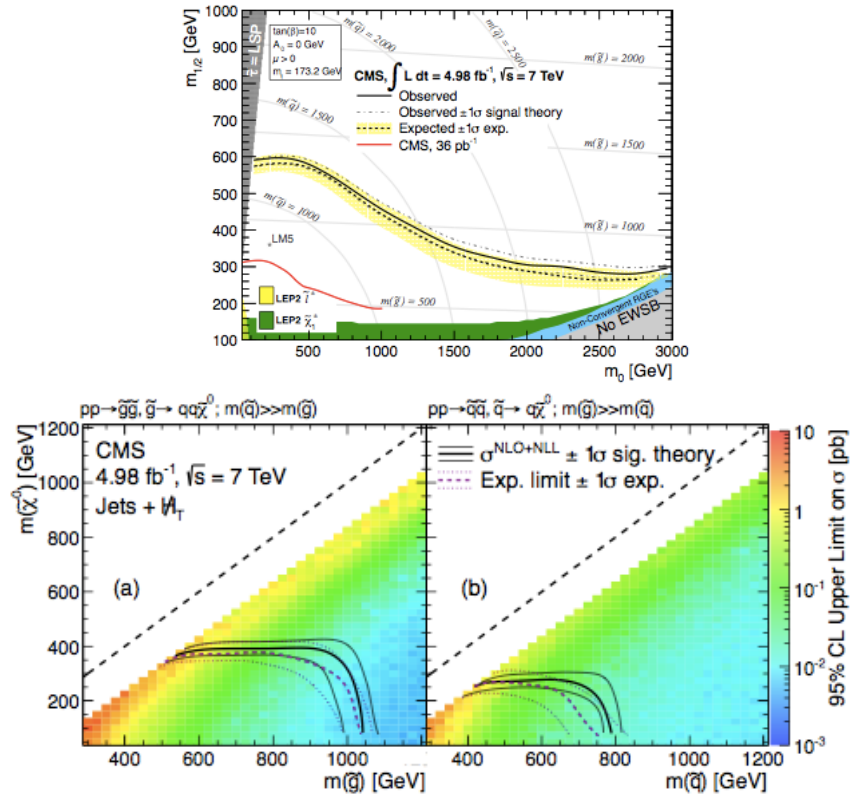 tan(β)=10
A₀ = 0 GeV
μ > 0
mₜ = 173.2 GeV
τ̃ = LSP
m(q̃) = 2000
m(q̃) = 2500
m(g̃) = 2000
CMS, ∫ L dt = 4.98 fb⁻¹, √s = 7 TeV
Observed
Observed ±1σ signal theory
Expected ±1σ exp.
CMS, 36 pb⁻¹
m(q̃) = 1500
m(g̃) = 1500
m(q̃) = 1000
m(g̃) = 1000
LM5
m(g̃) = 500
LEP2 l̃±
LEP2 χ̃₁±
Non-Convergent RGE's
No EWSB
m₁/₂ [GeV]
1000
900
800
700
600
500
400
300
200
100
500 1000 1500 2000 2500 3000
m₀ [GeV]
pp→g̃g̃, g̃→ qqχ̃⁰; m(q̃)>>m(g̃)
pp→q̃q̃, q̃→ qχ̃⁰; m(g̃)>>m(q̃)
m(χ̃⁰) [GeV]
1200
1000
800
600
400
200
CMS
4.98 fb⁻¹, √s = 7 TeV
Jets + H̸_T
(a)
400 600 800 1000
m(g̃) [GeV]
σᴺᴸᴼ⁺ᴺᴸᴸ ± 1σ sig. theory
Exp. limit ± 1σ exp.
(b)
400 600 800 1000 1200
m(q̃) [GeV]
10
1
10⁻¹
10⁻²
10⁻³
95% CL Upper Limit on σ [pb]